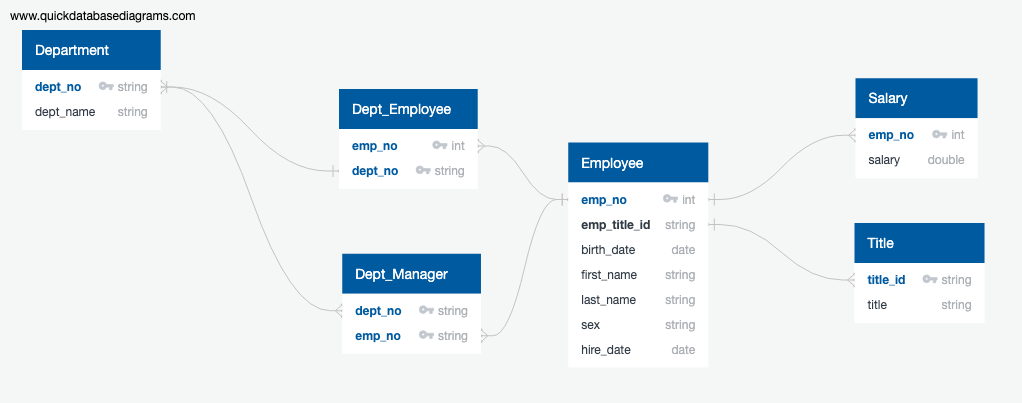 www.quickdatabasediagrams.com
Department
dept_no string
dept_name string
Dept_Employee
emp_no int
dept_no string
Dept_Manager
dept_no string
emp_no string
Employee
emp_no int
emp_title_id string
birth_date date
first_name string
last_name string
sex string
hire_date date
Salary
emp_no int
salary double
Title
title_id string
title string